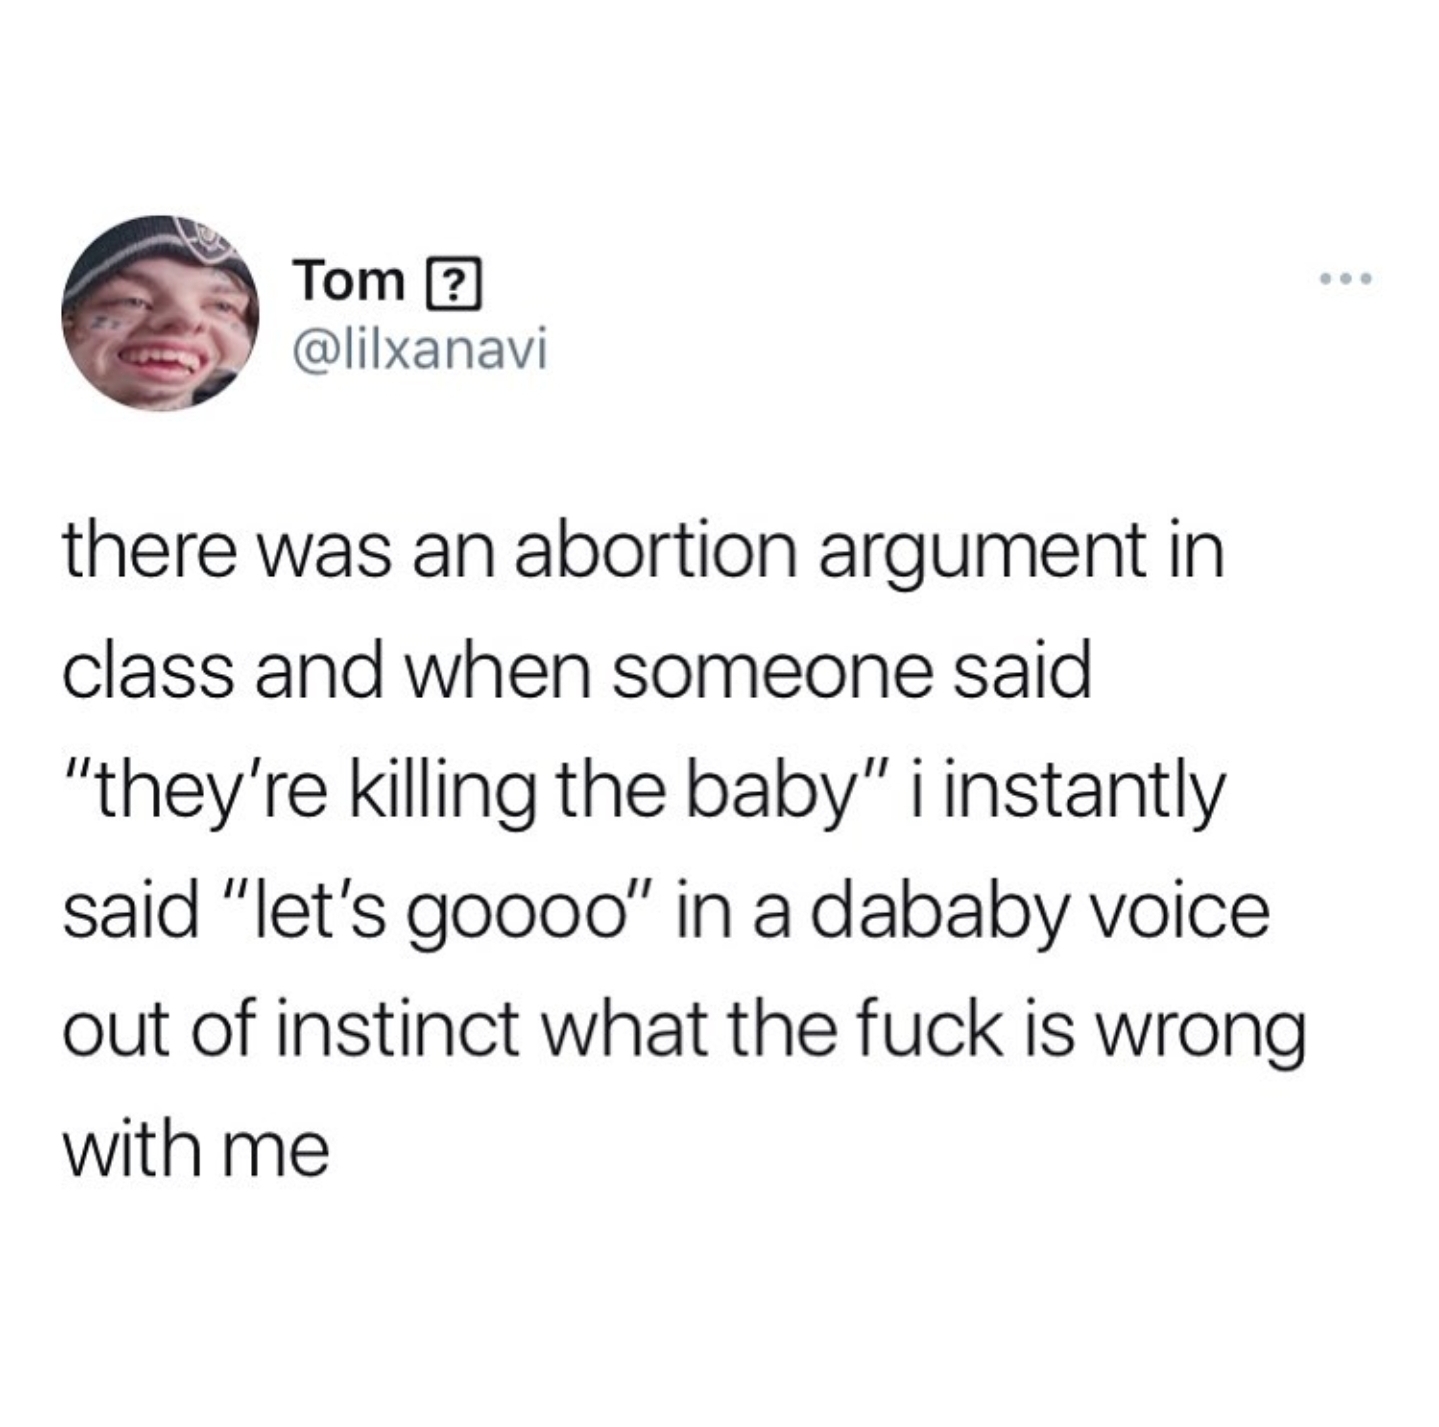 Tom ?
@lilxanavi
there was an abortion argument in
class and when someone said
“they’re killing the baby” i instantly
said “let’s goooo” in a dababy voice
out of instinct what the fuck is wrong
with me